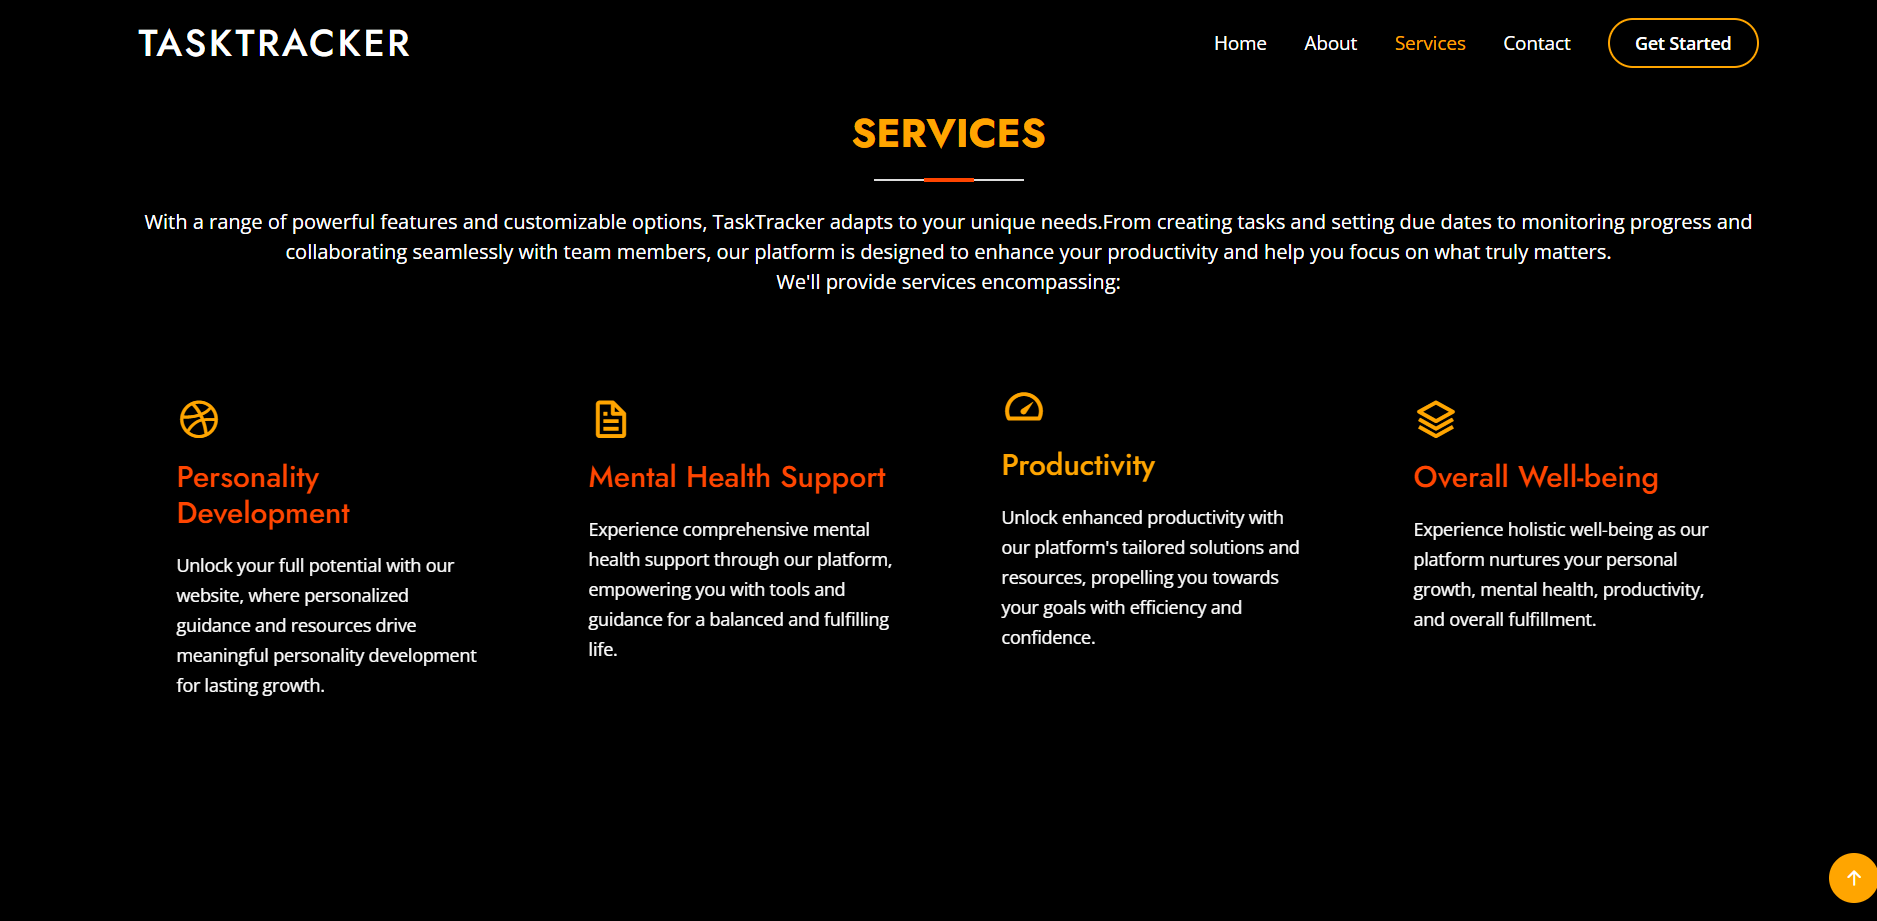 TASKTRACKER
Home
About
Services
Contact
Get Started
SERVICES
With a range of powerful features and customizable options, TaskTracker adapts to your unique needs.From creating tasks and setting due dates to monitoring progress and
collaborating seamlessly with team members, our platform is designed to enhance your productivity and help you focus on what truly matters.
We'll provide services encompassing:
Personality
Development
Unlock your full potential with our
website, where personalized
guidance and resources drive
meaningful personality development
for lasting growth.
Mental Health Support
Experience comprehensive mental
health support through our platform,
empowering you with tools and
guidance for a balanced and fulfilling
life.
Productivity
Unlock enhanced productivity with
our platform's tailored solutions and
resources, propelling you towards
your goals with efficiency and
confidence.
Overall Well-being
Experience holistic well-being as our
platform nurtures your personal
growth, mental health, productivity,
and overall fulfillment.